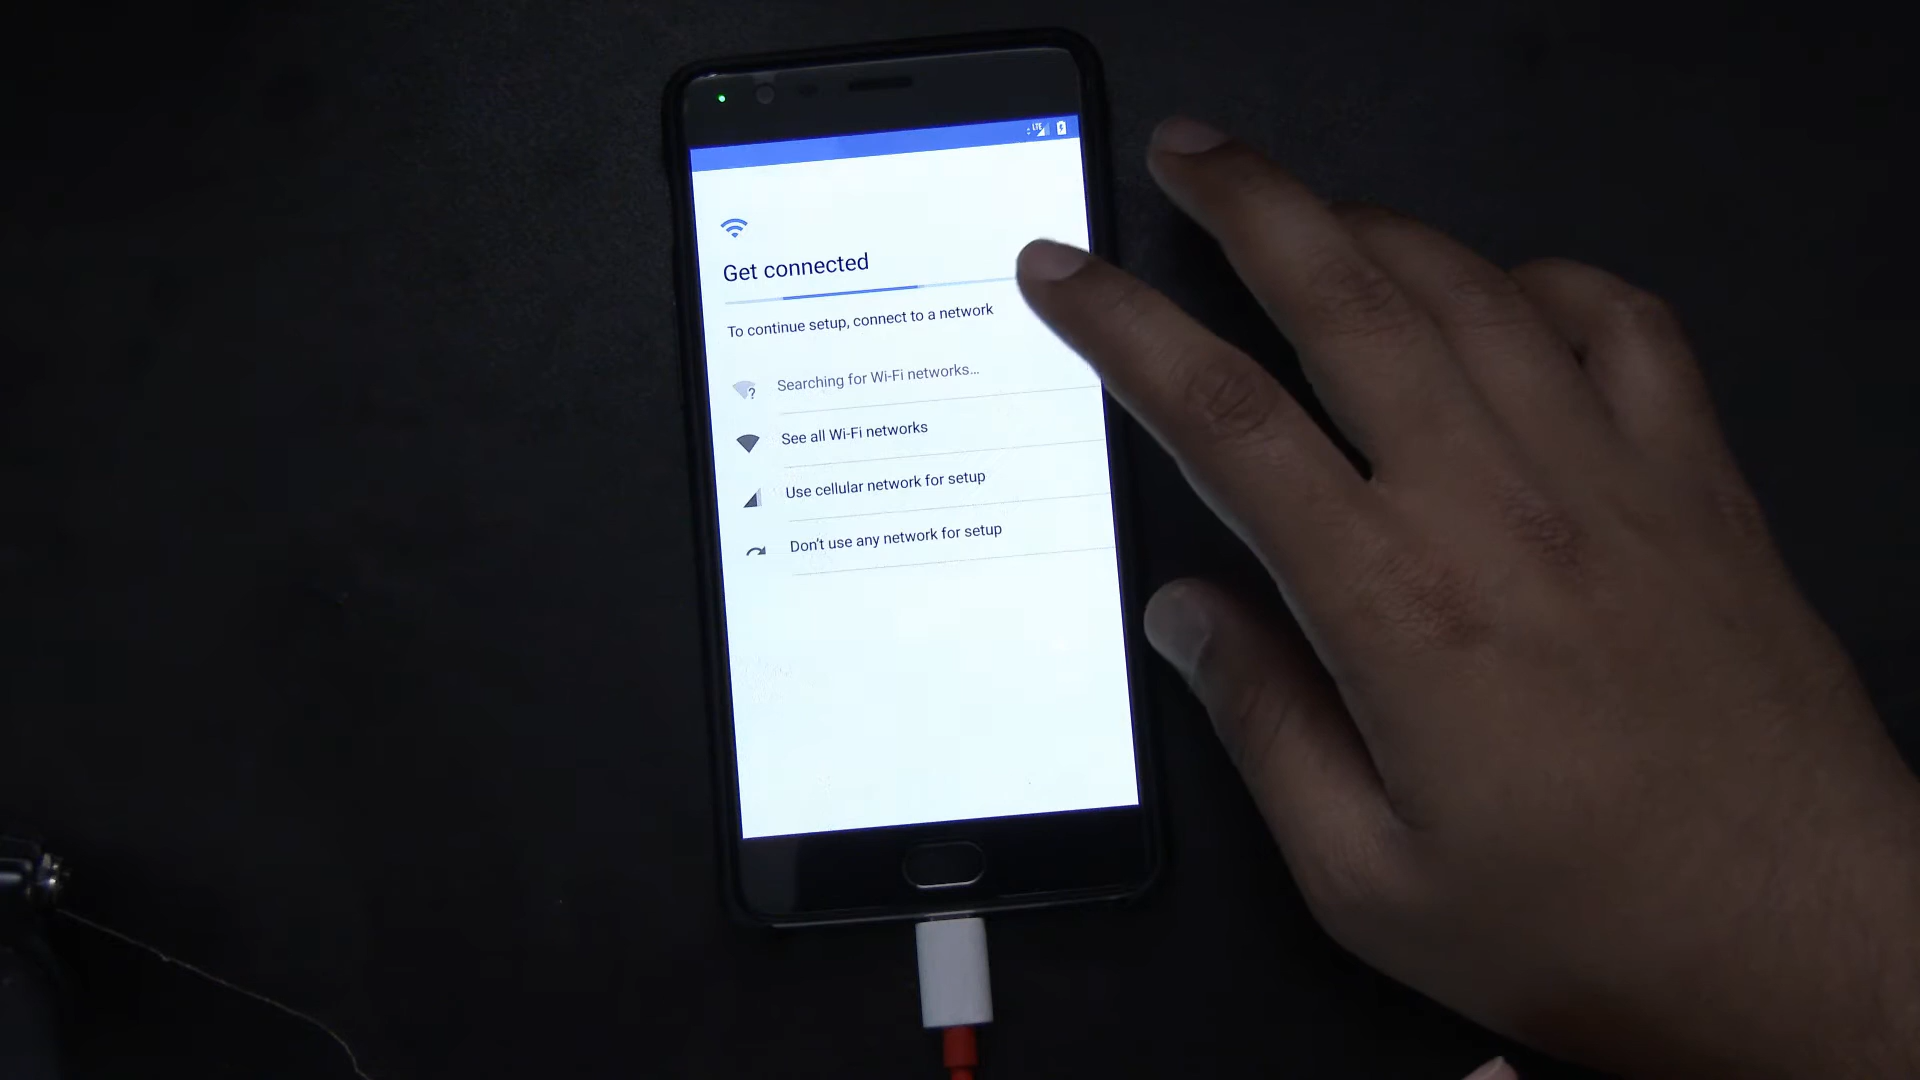 LTE
Get connected
To continue setup, connect to a network
Searching for Wi-Fi networks…
See all Wi-Fi networks
Use cellular network for setup
Don't use any network for setup